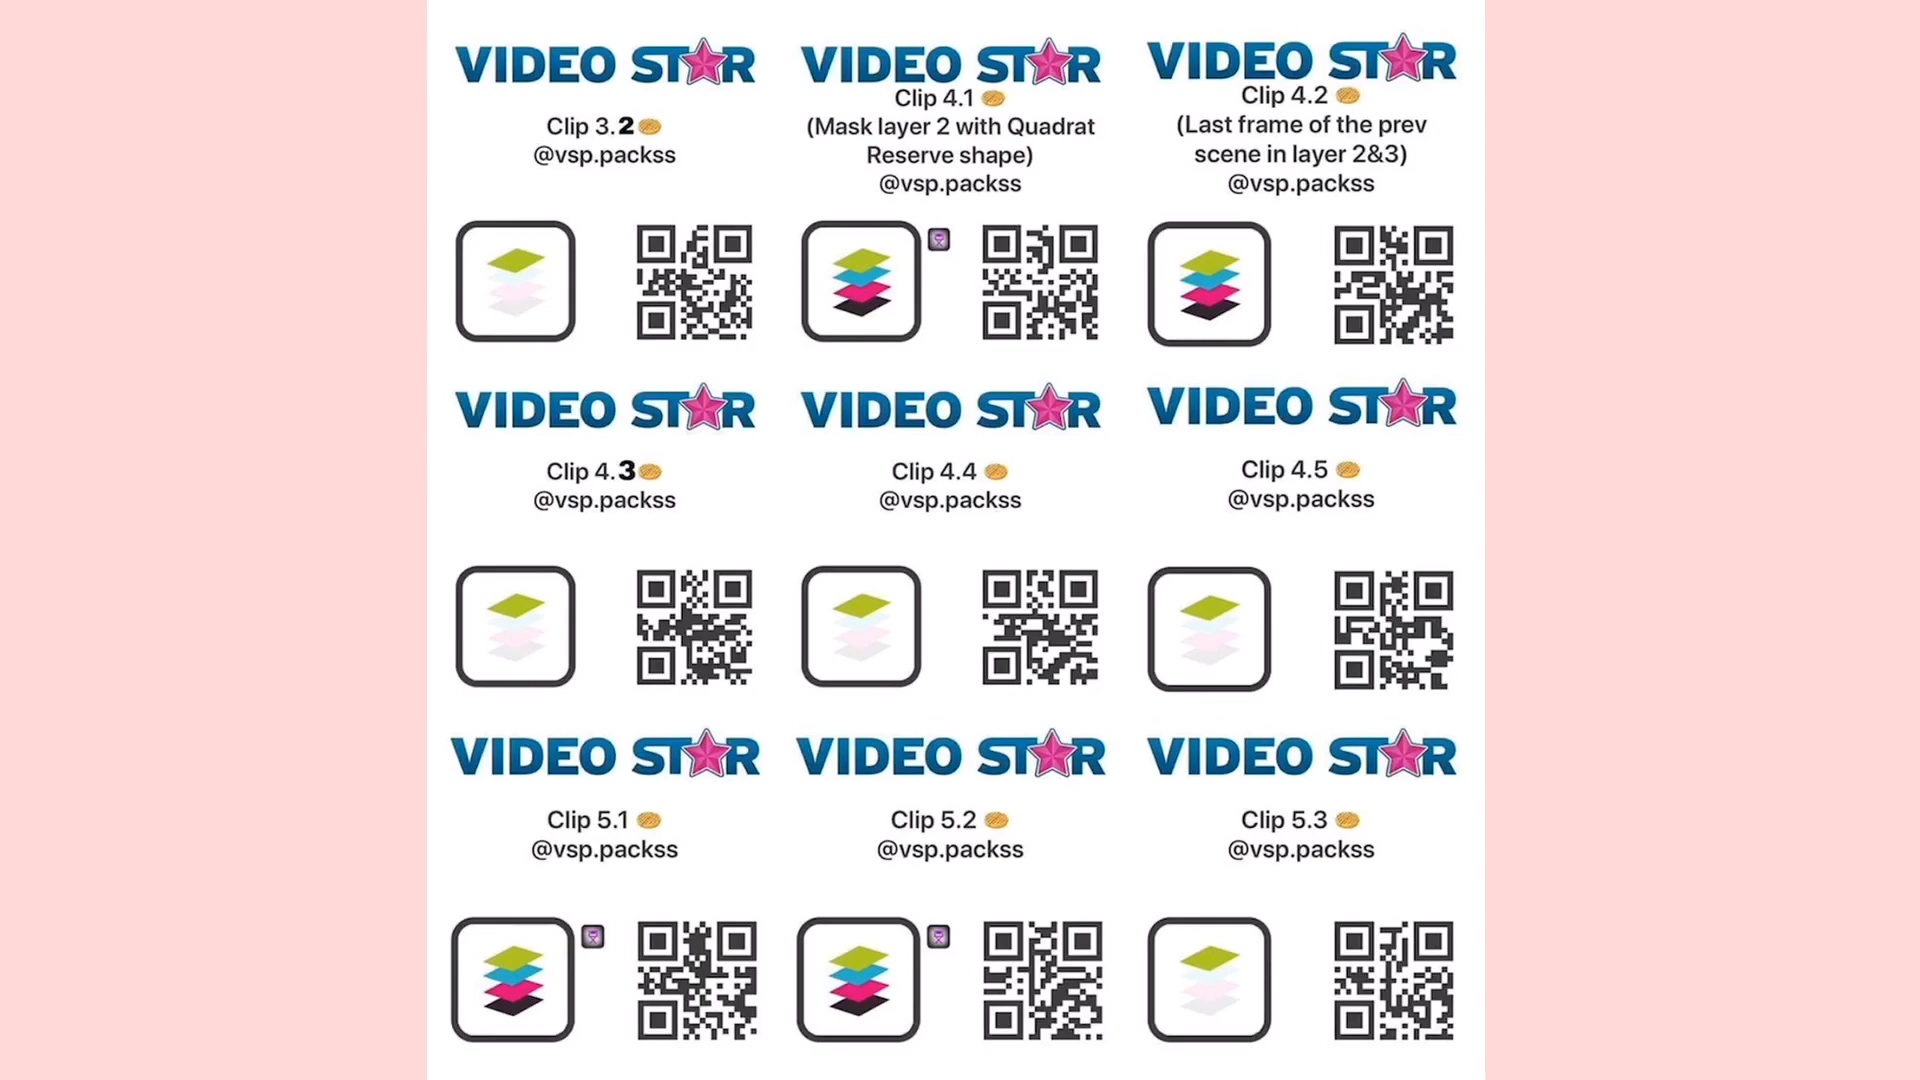 VIDEO STAR
Clip 3.2
@vsp.packss
VIDEO STAR
Clip 4.1
(Mask layer 2 with Quadrat
Reserve shape)
@vsp.packss
VIDEO STAR
Clip 4.2
(Last frame of the prev
scene in layer 2&3)
@vsp.packss
VIDEO STAR
Clip 4.3
@vsp.packss
VIDEO STAR
Clip 4.4
@vsp.packss
VIDEO STAR
Clip 4.5
@vsp.packss
VIDEO STAR
Clip 5.1
@vsp.packss
VIDEO STAR
Clip 5.2
@vsp.packss
VIDEO STAR
Clip 5.3
@vsp.packss